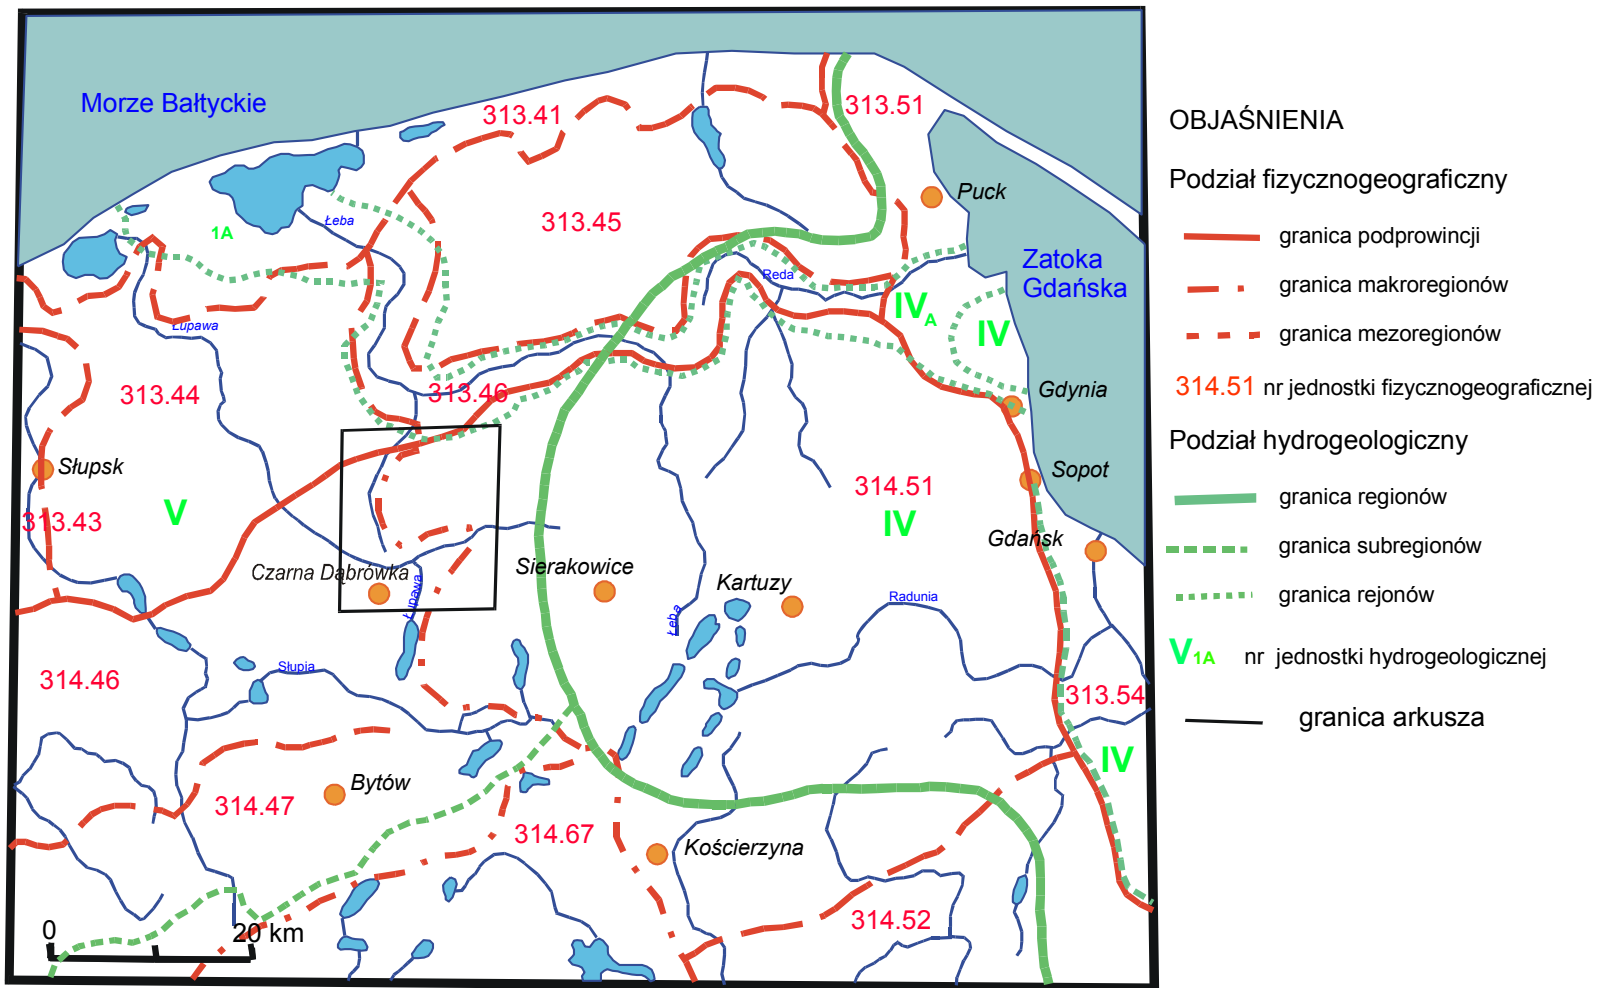 Morze Bałtyckie
313.41
313.51
Puck
1A
Łeba
313.45
Reda
Zatoka
Gdańska
IVA
IV
Łupawa
313.44
313.46
Gdynia
Słupsk
Sopot
314.51
IV
V
313.43
Gdańsk
Czarna Dąbrówka
Łupawa
Sierakowice
Kartuzy
Łeba
Radunia
Słupia
314.46
313.54
IV
Bytów
314.47
314.67
Kościerzyna
314.52
0
20 km
OBJAŚNIENIA
Podział fizycznogeograficzny
granica podprowincji
granica makroregionów
granica mezoregionów
314.51 nr jednostki fizycznogeograficznej
Podział hydrogeologiczny
granica regionów
granica subregionów
granica rejonów
V1A nr jednostki hydrogeologicznej
granica arkusza